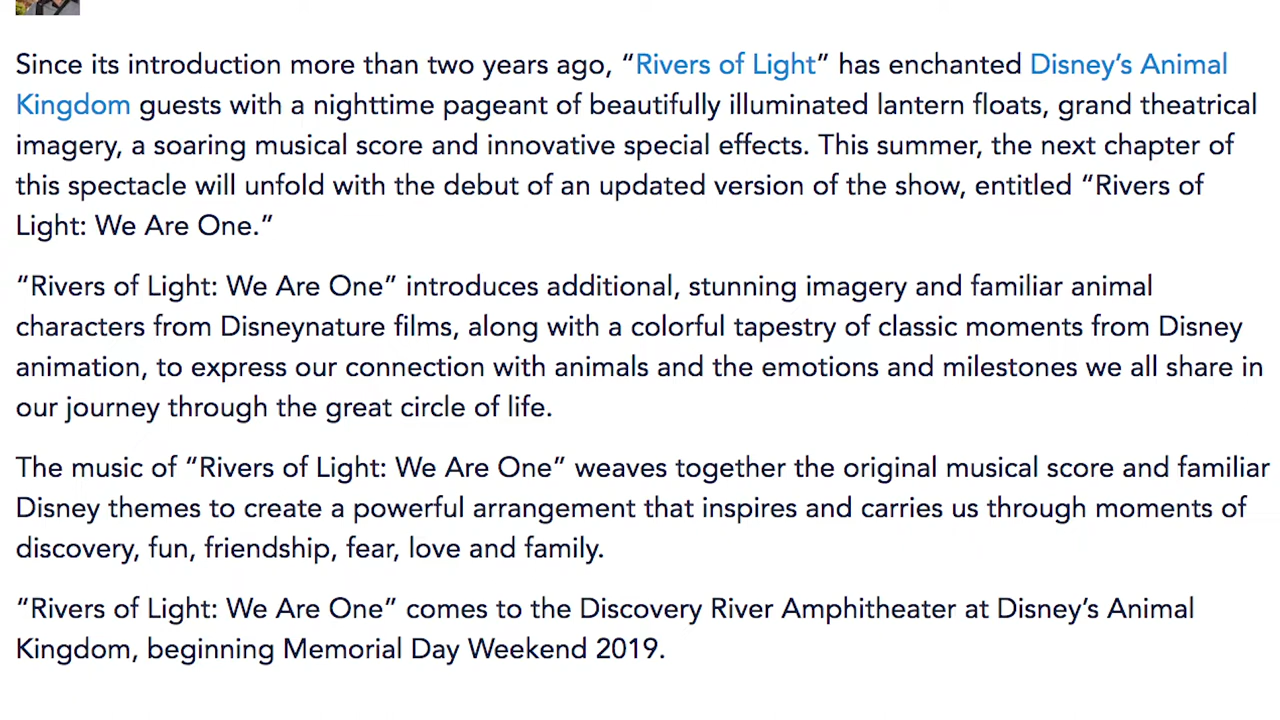 Since its introduction more than two years ago, “Rivers of Light” has enchanted Disney’s Animal
Kingdom guests with a nighttime pageant of beautifully illuminated lantern floats, grand theatrical
imagery, a soaring musical score and innovative special effects. This summer, the next chapter of
this spectacle will unfold with the debut of an updated version of the show, entitled “Rivers of
Light: We Are One.”
“Rivers of Light: We Are One” introduces additional, stunning imagery and familiar animal
characters from Disneynature films, along with a colorful tapestry of classic moments from Disney
animation, to express our connection with animals and the emotions and milestones we all share in
our journey through the great circle of life.
The music of “Rivers of Light: We Are One” weaves together the original musical score and familiar
Disney themes to create a powerful arrangement that inspires and carries us through moments of
discovery, fun, friendship, fear, love and family.
“Rivers of Light: We Are One” comes to the Discovery River Amphitheater at Disney’s Animal
Kingdom, beginning Memorial Day Weekend 2019.